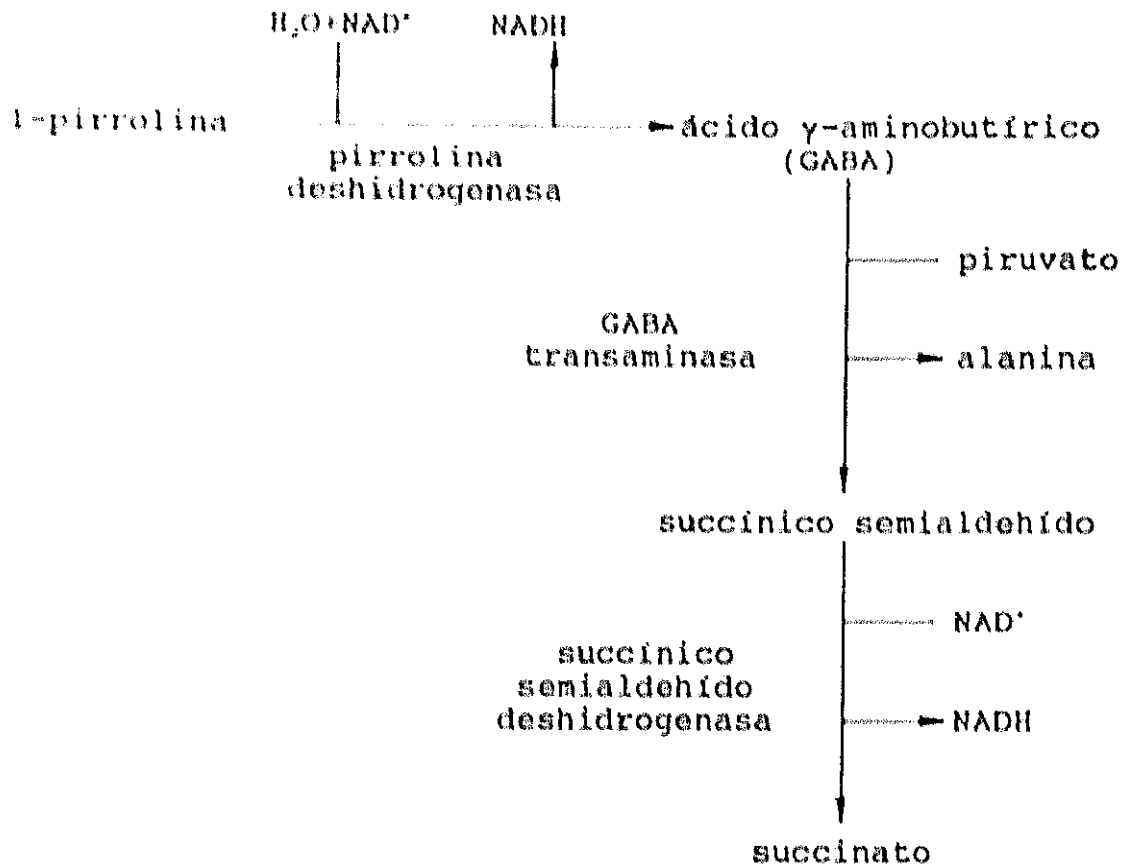 H₂O+NAD⁺ NADH
1-pirrolina
ácido γ-aminobutírico
(GABA)
pirrolina
deshidrogenasa
piruvato
GABA
transaminasa
alanina
succínico semialdehído
NAD⁺
succínico
semialdehído
deshidrogenasa
NADH
succinato